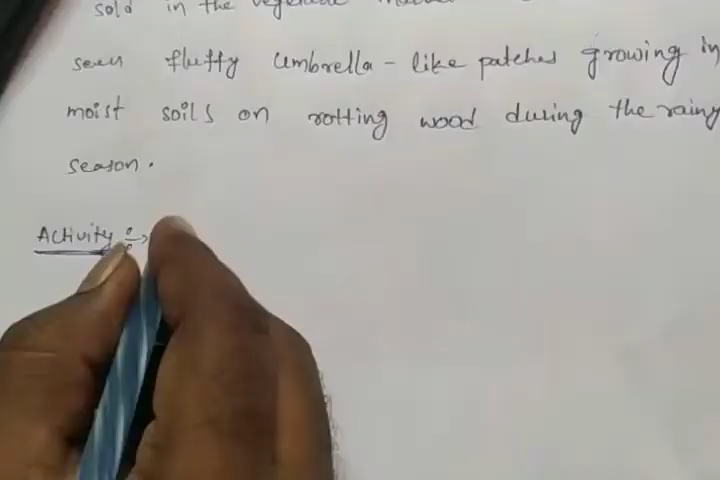 sold in the vegetable
seen fluffy umbrella-like patches growing in
moist soils on rotting wood during the rainy
season.
Activity :->